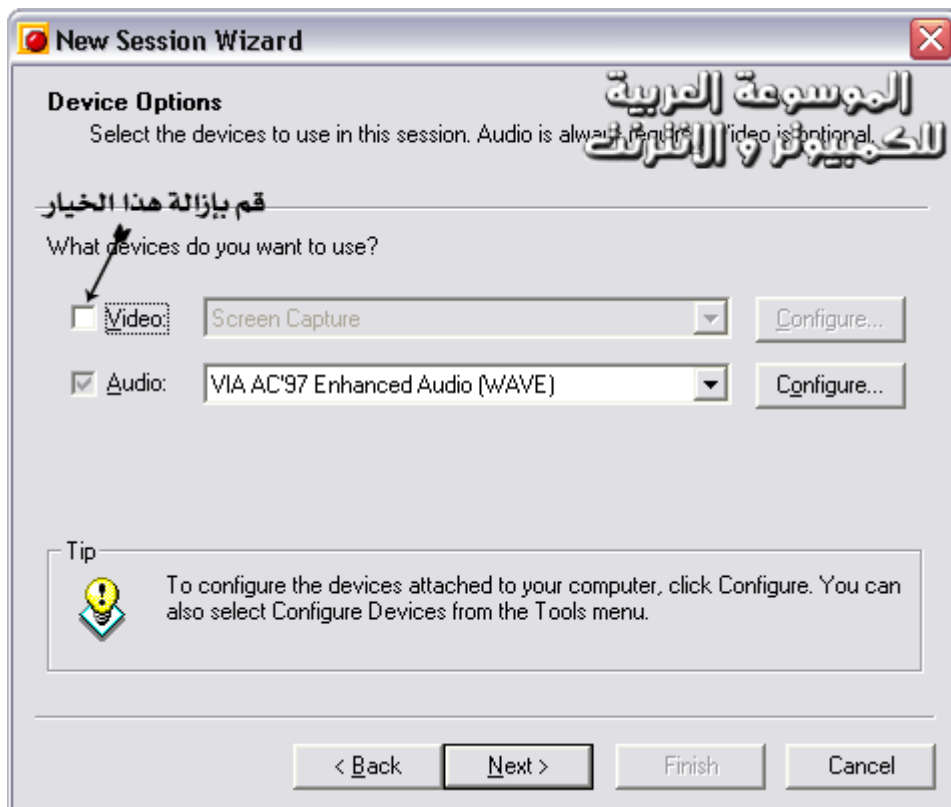 New Session Wizard
Device Options
الموسوعة العربية
للكمبيوتر و الانترنت
Select the devices to use in this session. Audio is always required. Video is optional.
قم بإزالة هذا الخيار
What devices do you want to use?
Video: Screen Capture Configure...
Audio: VIA AC'97 Enhanced Audio (WAVE) Configure...
Tip
To configure the devices attached to your computer, click Configure. You can
also select Configure Devices from the Tools menu.
< Back Next > Finish Cancel